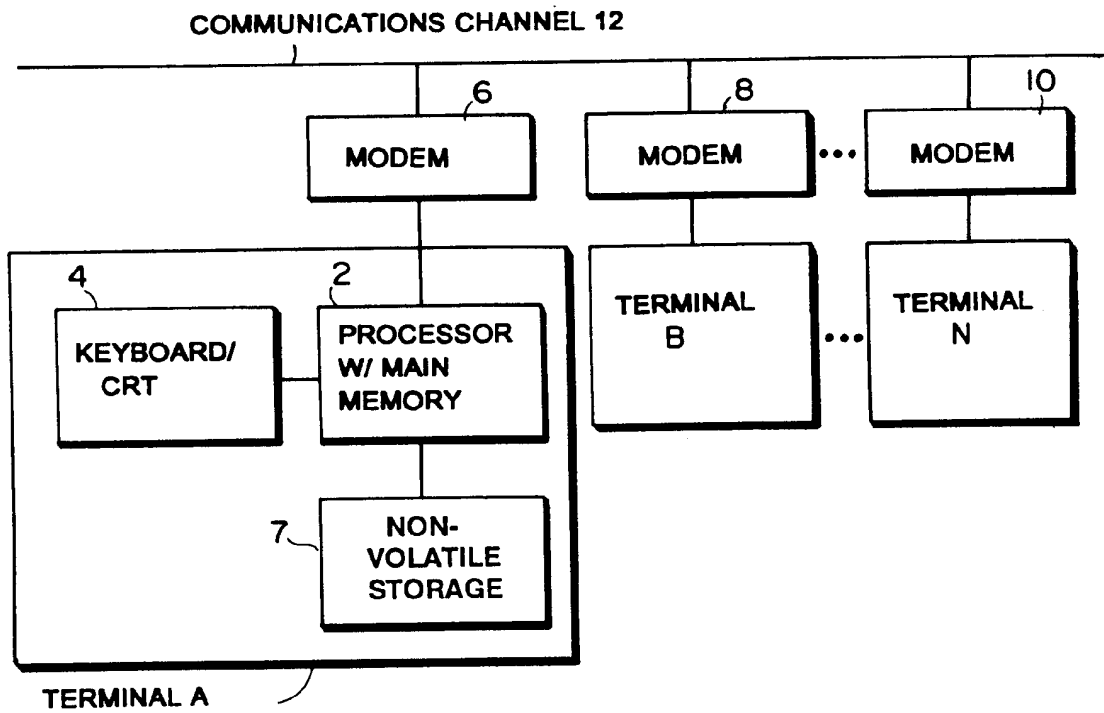 COMMUNICATIONS CHANNEL 12
6
8
10
MODEM
MODEM
MODEM
4
2
KEYBOARD/
CRT
PROCESSOR
W/ MAIN
MEMORY
TERMINAL
B
TERMINAL
N
7
NON-
VOLATILE
STORAGE
TERMINAL A